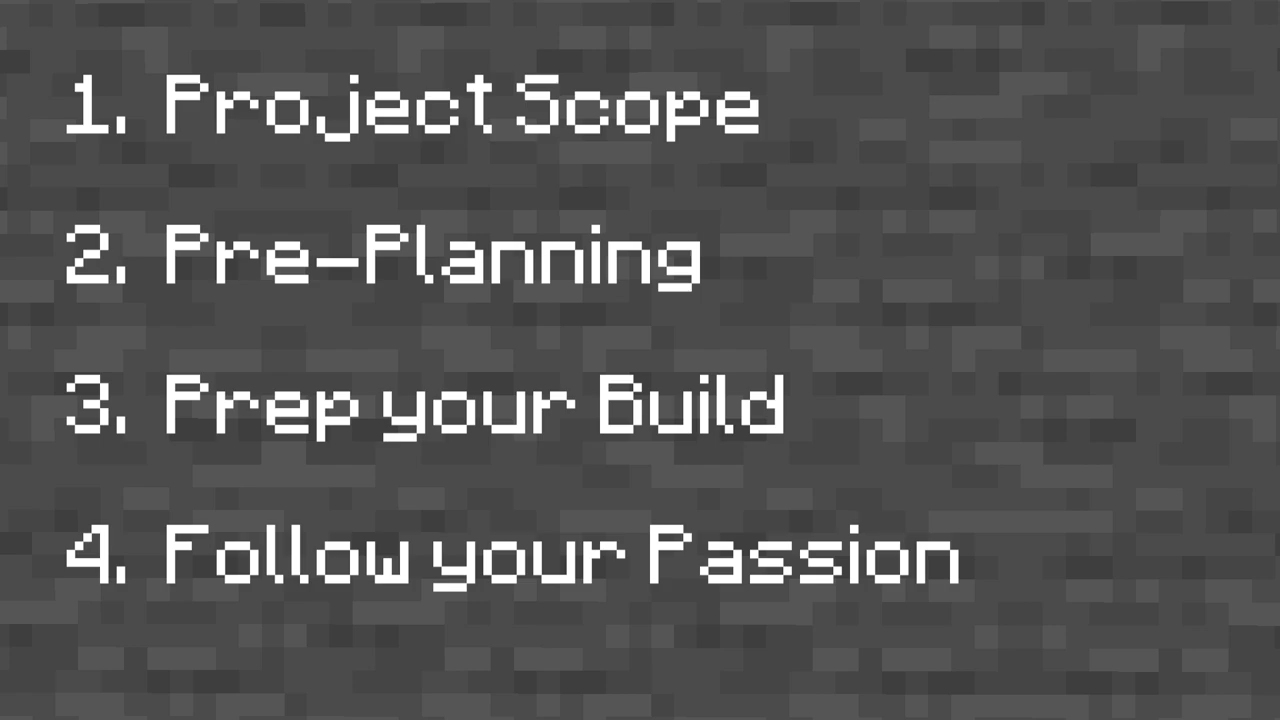 1. Project Scope
2. Pre-Planning
3. Prep your Build
4. Follow your Passion